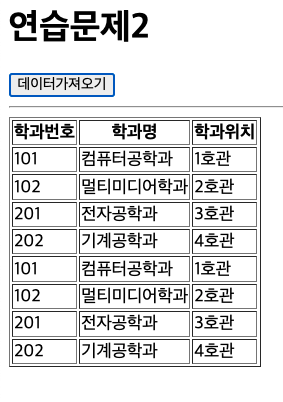 연습문제2
데이터가져오기
학과번호 학과명 학과위치
101 컴퓨터공학과 1호관
102 멀티미디어학과 2호관
201 전자공학과 3호관
202 기계공학과 4호관
101 컴퓨터공학과 1호관
102 멀티미디어학과 2호관
201 전자공학과 3호관
202 기계공학과 4호관